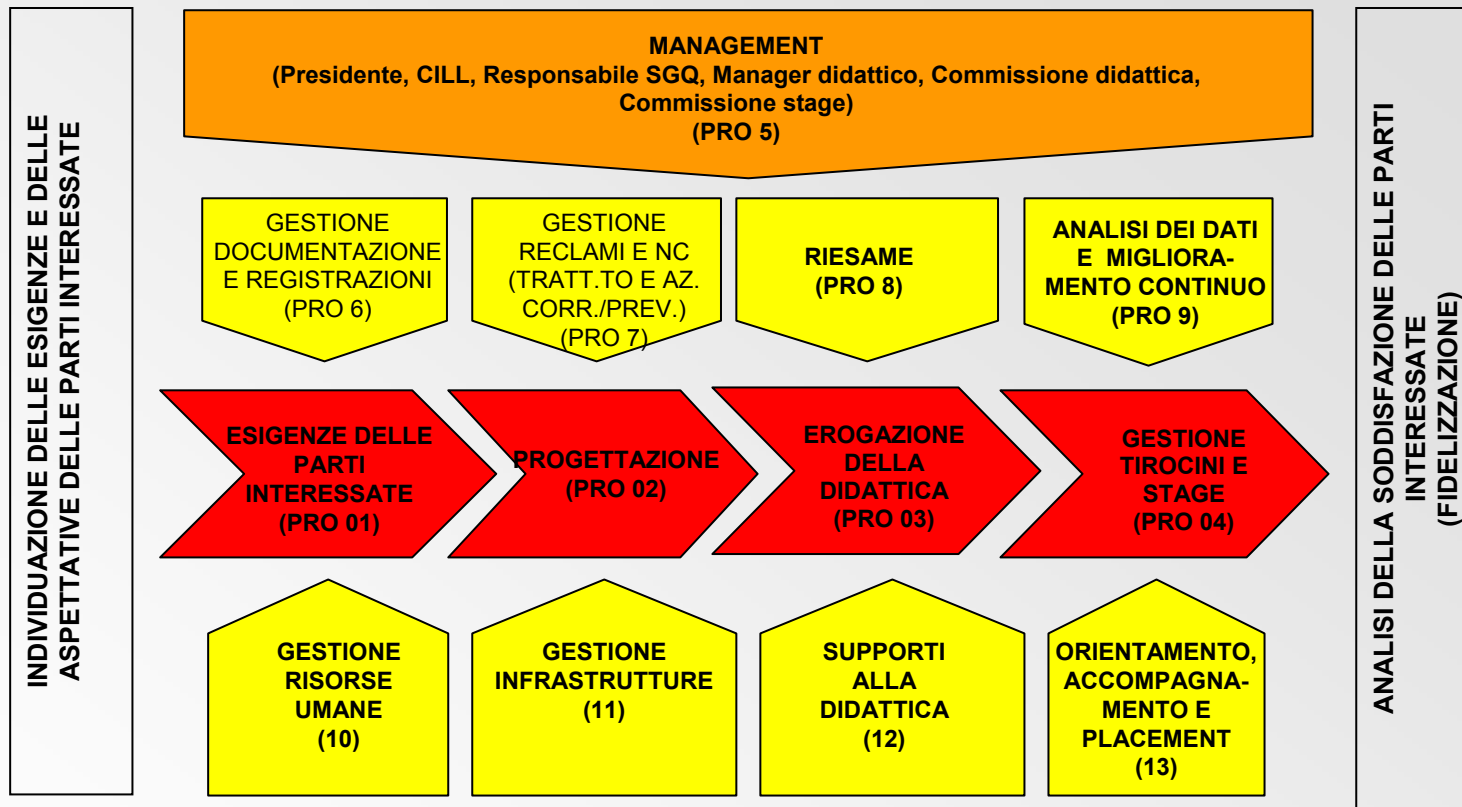 INDIVIDUAZIONE DELLE ESIGENZE E DELLE
ASPETTATIVE DELLE PARTI INTERESSATE
MANAGEMENT
(Presidente, CILL, Responsabile SGQ, Manager didattico, Commissione didattica,
Commissione stage)
(PRO 5)
GESTIONE
DOCUMENTAZIONE
E REGISTRAZIONI
(PRO 6)
GESTIONE
RECLAMI E NC
(TRATT.TO E AZ.
CORR./PREV.)
(PRO 7)
RIESAME
(PRO 8)
ANALISI DEI DATI
E MIGLIORA-
MENTO CONTINUO
(PRO 9)
ESIGENZE DELLE
PARTI
INTERESSATE
(PRO 01)
PROGETTAZIONE
(PRO 02)
EROGAZIONE
DELLA
DIDATTICA
(PRO 03)
GESTIONE
TIROCINI E
STAGE
(PRO 04)
GESTIONE
RISORSE
UMANE
(10)
GESTIONE
INFRASTRUTTURE
(11)
SUPPORTI
ALLA
DIDATTICA
(12)
ORIENTAMENTO,
ACCOMPAGNA-
MENTO E
PLACEMENT
(13)
ANALISI DELLA SODDISFAZIONE DELLE PARTI
INTERESSATE
(FIDELIZZAZIONE)